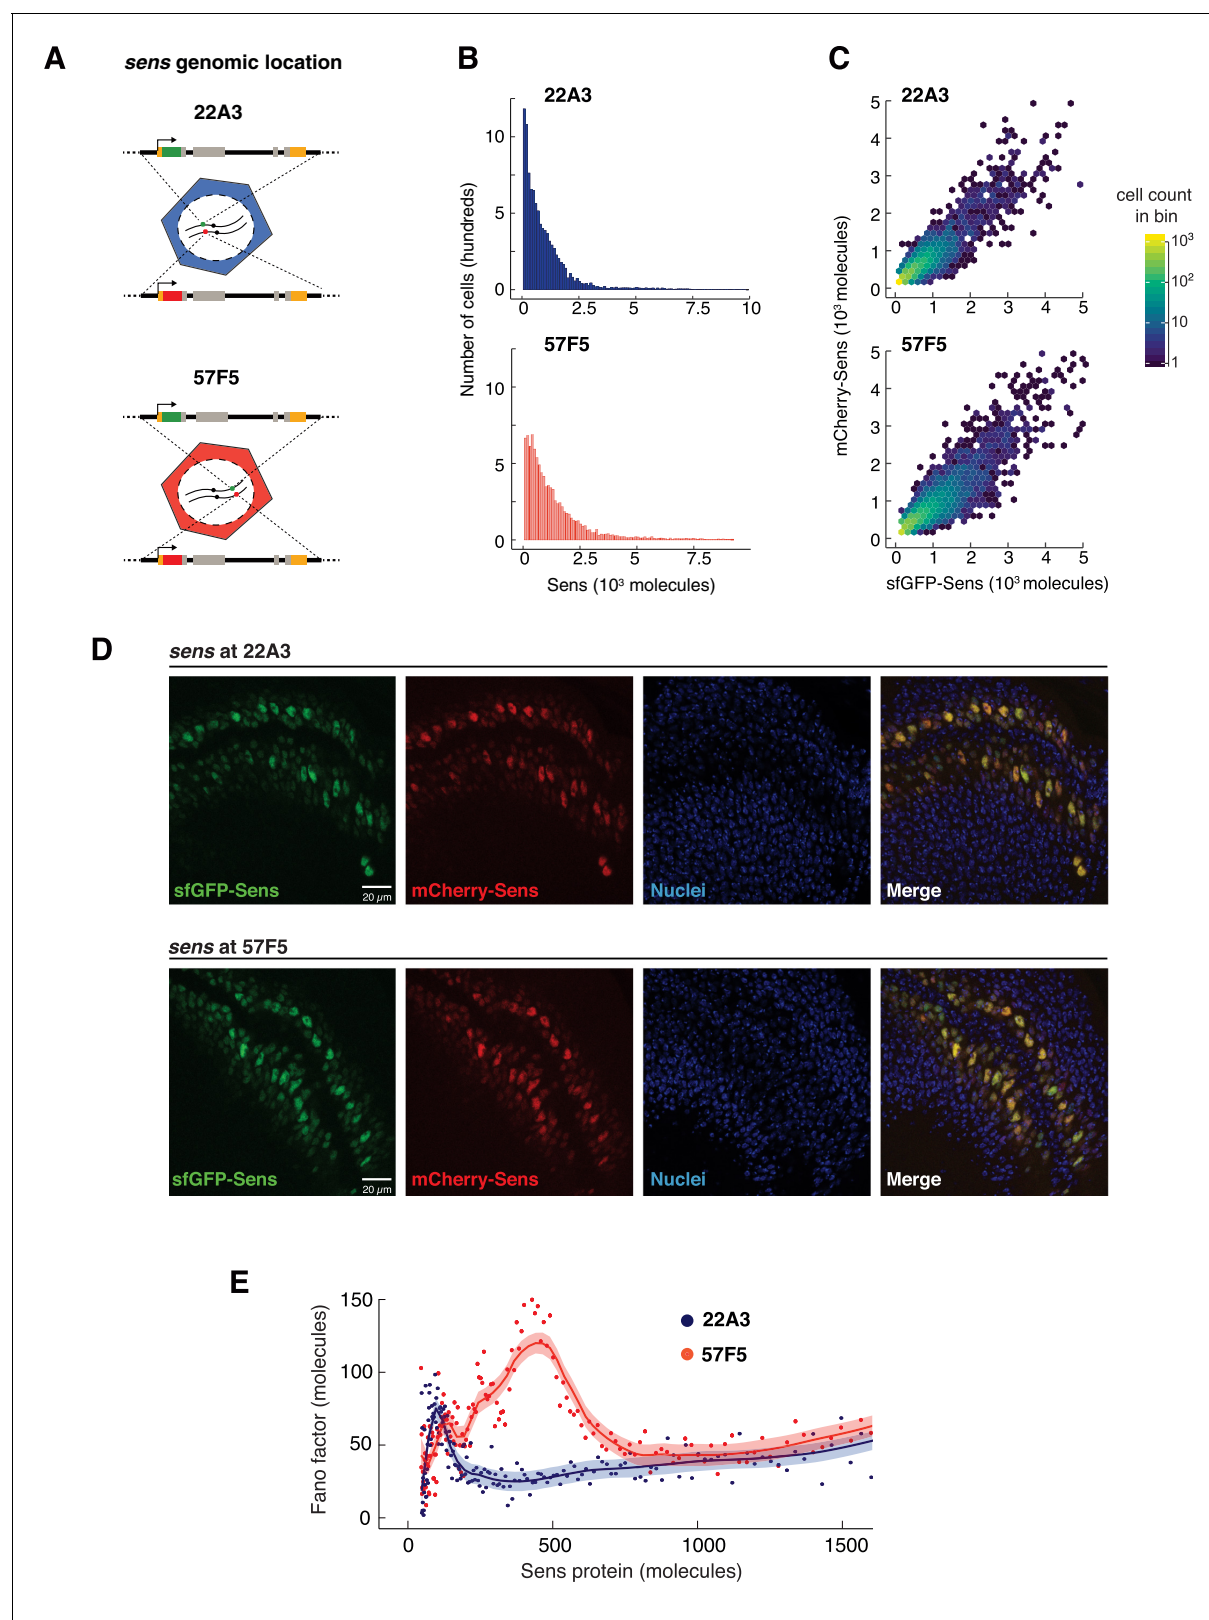 A
sens genomic location
22A3
57F5
B
22A3
10
5
0
0 2.5 5 7.5 10
57F5
10
5
0
0 2.5 5 7.5
Number of cells (hundreds)
Sens (10³ molecules)
C
22A3
5
4
3
2
1
0
0 1 2 3 4 5
57F5
5
4
3
2
1
0
0 1 2 3 4 5
mCherry-Sens (10³ molecules)
sfGFP-Sens (10³ molecules)
cell count
in bin
10³
10²
10
1
D
sens at 22A3
sfGFP-Sens
20 µm
mCherry-Sens
Nuclei
Merge
sens at 57F5
sfGFP-Sens
20 µm
mCherry-Sens
Nuclei
Merge
E
150
100
50
0
Fano factor (molecules)
22A3
57F5
0 500 1000 1500
Sens protein (molecules)